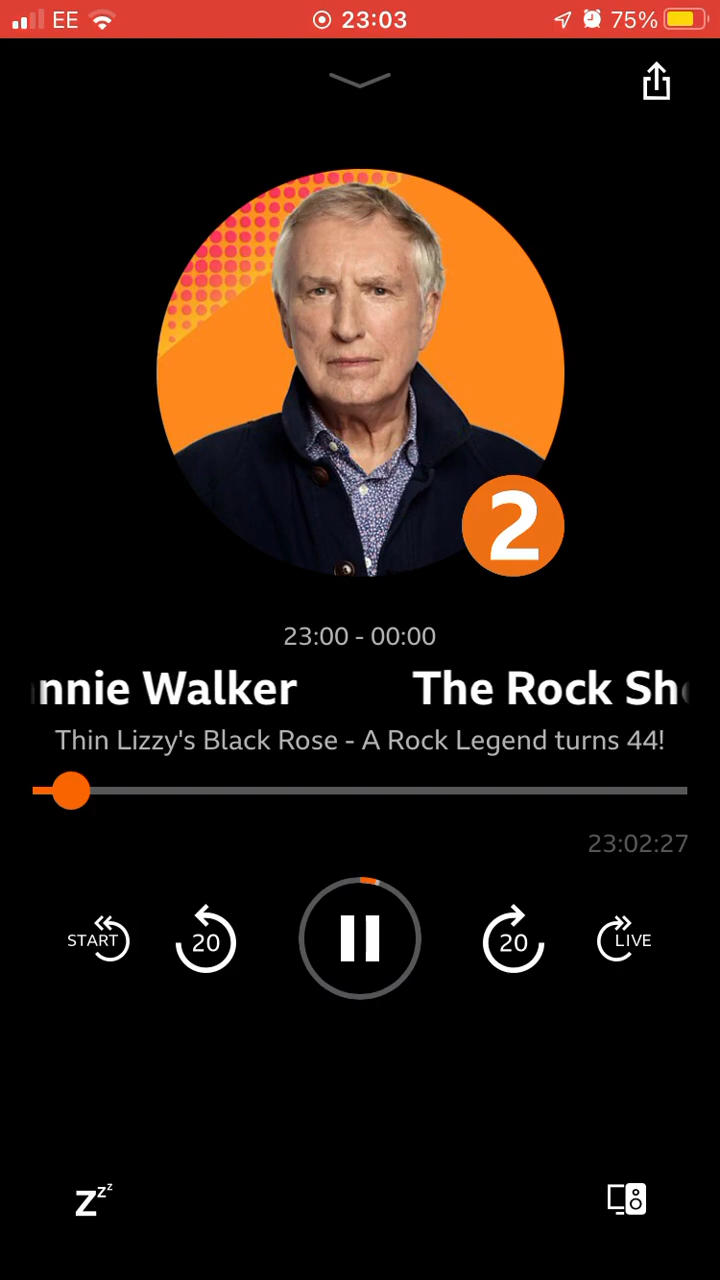 EE 23:03 75%
2
23:00 - 00:00
nnie Walker The Rock Sh
Thin Lizzy's Black Rose - A Rock Legend turns 44!
23:02:27
START 20 20 LIVE
Zzz